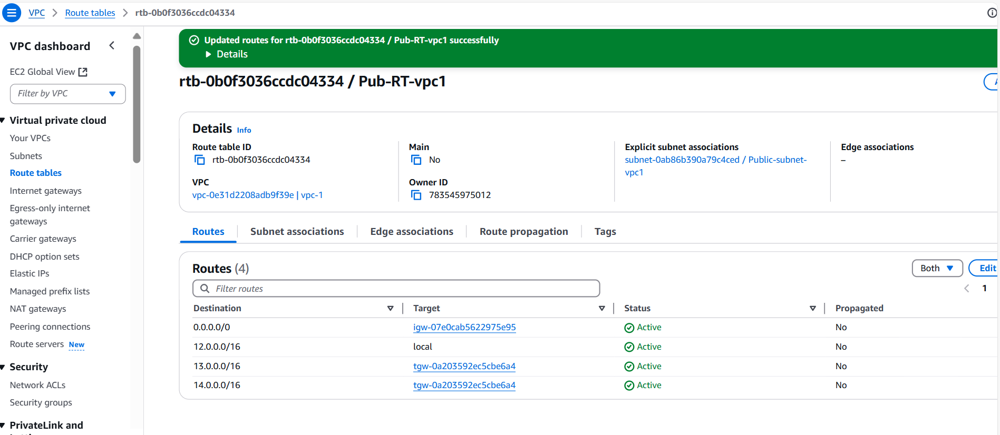 VPC > Route tables > rtb-0b0f3036ccdc04334
VPC dashboard
EC2 Global View
Filter by VPC
Virtual private cloud
Your VPCs
Subnets
Route tables
Internet gateways
Egress-only internet
gateways
Carrier gateways
DHCP option sets
Elastic IPs
Managed prefix lists
NAT gateways
Peering connections
Route servers New
Security
Network ACLs
Security groups
PrivateLink and
Updated routes for rtb-0b0f3036ccdc04334 / Pub-RT-vpc1 successfully
Details
rtb-0b0f3036ccdc04334 / Pub-RT-vpc1
Details Info
Route table ID
rtb-0b0f3036ccdc04334
VPC
vpc-0e31d2208adb9f39e | vpc-1
Main
No
Owner ID
783545975012
Explicit subnet associations
subnet-0ab86b390a79c4ced / Public-subnet-
vpc1
Edge associations
–
Routes Subnet associations Edge associations Route propagation Tags
Routes (4)
Both Edit
Filter routes
1
Destination Target Status Propagated
0.0.0.0/0 igw-07e0cab5622975e95 Active No
12.0.0.0/16 local Active No
13.0.0.0/16 tgw-0a203592ec5cbe6a4 Active No
14.0.0.0/16 tgw-0a203592ec5cbe6a4 Active No